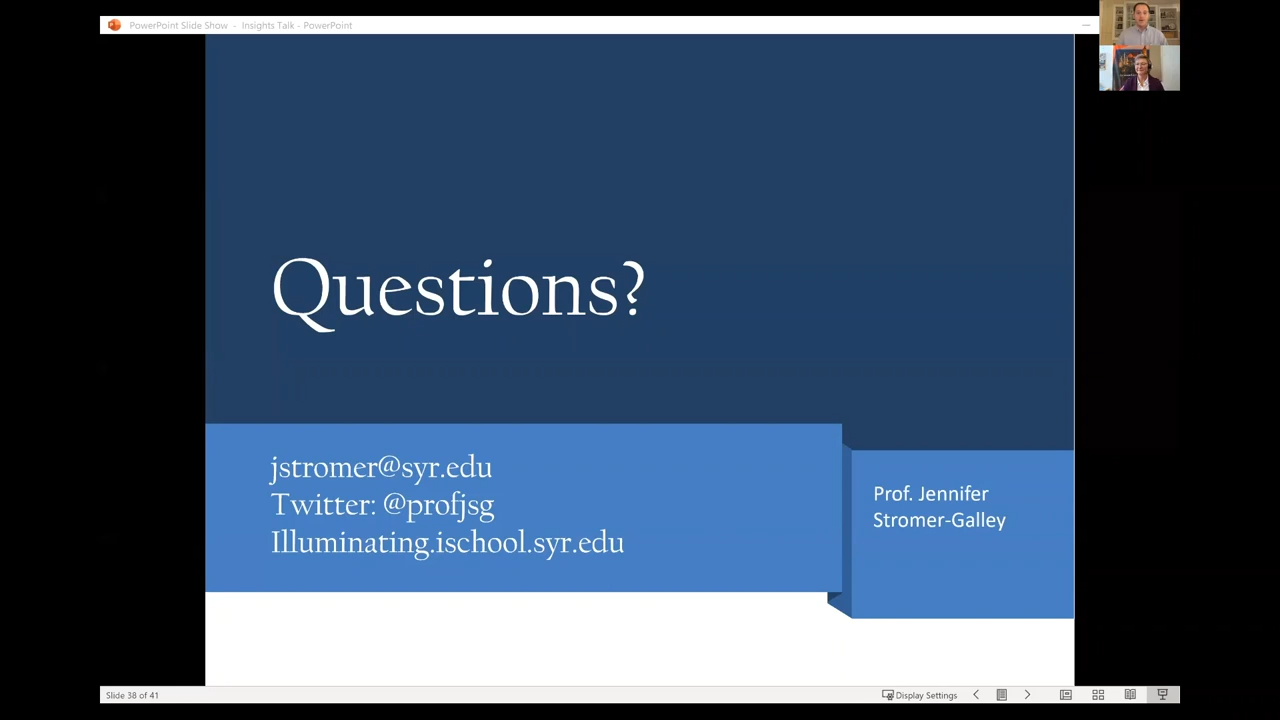 PowerPoint Slide Show - Insights Talk - PowerPoint
Questions?
jstromer@syr.edu
Twitter: @profjsg
Illuminating.ischool.syr.edu
Prof. Jennifer
Stromer-Galley
Slide 38 of 41
Display Settings